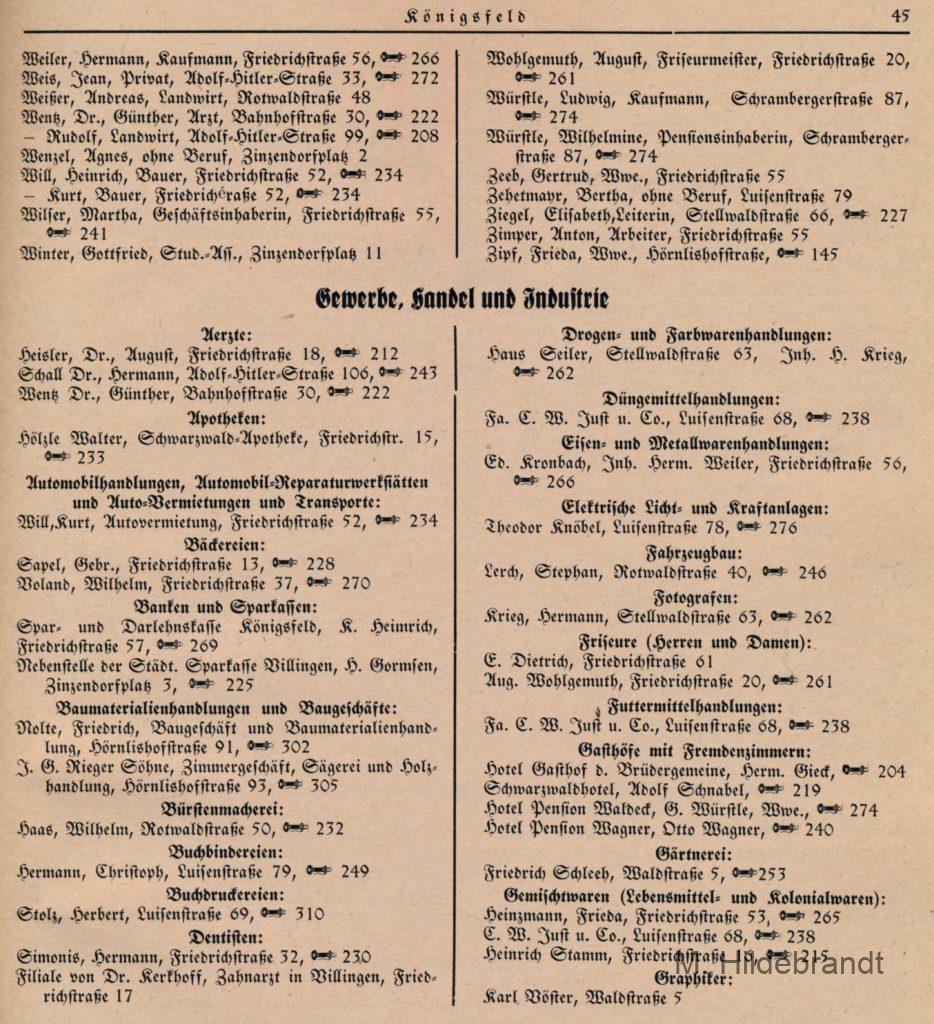 Königsfeld 45
Weiler, Hermann, Kaufmann, Friedrichstraße 56, 266
Weis, Jean, Privat, Adolf-Hitler-Straße 33, 272
Weißer, Andreas, Landwirt, Rotwaldstraße 48
Wentz, Dr., Günther, Arzt, Bahnhofstraße 30, 222
— Rudolf, Landwirt, Adolf-Hitler-Straße 99, 208
Wenzel, Agnes, ohne Beruf, Zinzendorfplatz 2
Will, Heinrich, Bauer, Friedrichstraße 52, 234
— Kurt, Bauer, Friedrichstraße 52, 234
Wilser, Martha, Geschäftsinhaberin, Friedrichstraße 55,
241
Winter, Gottfried, Stud.-Ass., Zinzendorfplatz 11
Wohlgemuth, August, Friseurmeister, Friedrichstraße 20,
261
Würstle, Ludwig, Kaufmann, Schrambergerstraße 87,
274
Würstle, Wilhelmine, Pensionsinhaberin, Schramberger-
straße 87, 274
Zeeb, Gertrud, Wwe., Friedrichstraße 55
Zehetmayr, Bertha, ohne Beruf, Luisenstraße 79
Ziegel, Elisabeth,Leiterin, Stellwaldstraße 66, 227
Zimper, Anton, Arbeiter, Friedrichstraße 55
Zipf, Frieda, Wwe., Hörnlishofstraße, 145
Gewerbe, Handel und Industrie
Aerzte:
Heisler, Dr., August, Friedrichstraße 18, 212
Schall Dr., Hermann, Adolf-Hitler-Straße 106, 243
Wentz Dr., Günther, Bahnhofstraße 30, 222
Apotheken:
Hölzle Walter, Schwarzwald-Apotheke, Friedrichstr. 15,
233
Automobilhandlungen, Automobil-Reparaturwerkstätten
und Auto-Vermietungen und Transporte:
Will,Kurt, Autovermietung, Friedrichstraße 52, 234
Bäckereien:
Sapel, Gebr., Friedrichstraße 13, 228
Voland, Wilhelm, Friedrichstraße 37, 270
Banken und Sparkassen:
Spar- und Darlehnskasse Königsfeld, K. Heimrich,
Friedrichstraße 57, 269
Nebenstelle der Städt. Sparkasse Villingen, H. Gormsen,
Zinzendorfplatz 3, 225
Baumaterialienhandlungen und Baugeschäfte:
Nolte, Friedrich, Baugeschäft und Baumaterialienhand-
lung, Hörnlishofstraße 91, 302
J. G. Rieger Söhne, Zimmergeschäft, Sägerei und Holz-
handlung, Hörnlishofstraße 93, 305
Bürstenmacherei:
Haas, Wilhelm, Rotwaldstraße 50, 232
Buchbindereien:
Hermann, Christoph, Luisenstraße 79, 249
Buchdruckereien:
Stolz, Herbert, Luisenstraße 69, 310
Dentisten:
Simonis, Hermann, Friedrichstraße 32, 230
Filiale von Dr. Kerkhoff, Zahnarzt in Villingen, Fried-
richstraße 17
Drogen- und Farbwarenhandlungen:
Haus Seiler, Stellwaldstraße 63, Inh. H. Krieg,
262
Düngemittelhandlungen:
Fa. C. W. Just u. Co., Luisenstraße 68, 238
Eisen- und Metallwarenhandlungen:
Ed. Kronbach, Inh. Herm. Weiler, Friedrichstraße 56,
266
Elektrische Licht- und Kraftanlagen:
Theodor Knöbel, Luisenstraße 78, 276
Fahrzeugbau:
Lerch, Stephan, Rotwaldstraße 40, 246
Fotografen:
Krieg, Hermann, Stellwaldstraße 63, 262
Friseure (Herren und Damen):
E. Dietrich, Friedrichstraße 61
Aug. Wohlgemuth, Friedrichstraße 20, 261
Futtermittelhandlungen:
Fa. C. W. Just u. Co., Luisenstraße 68, 238
Gasthöfe mit Fremdenzimmern:
Hotel Gasthof d. Brüdergemeine, Herm. Gieck, 204
Schwarzwaldhotel, Adolf Schnabel, 219
Hotel Pension Waldeck, G. Würstle, Wwe., 274
Hotel Pension Wagner, Otto Wagner, 240
Gärtnerei:
Friedrich Schleeh, Waldstraße 5, 253
Gemischtwaren (Lebensmittel- und Kolonialwaren):
Heinzmann, Frieda, Friedrichstraße 53, 265
C. W. Just u. Co., Luisenstraße 68, 238
Heinrich Stamm, Friedrichstraße 16, 215
M. Hildebrandt
Graphiker:
Karl Vöster, Waldstraße 5